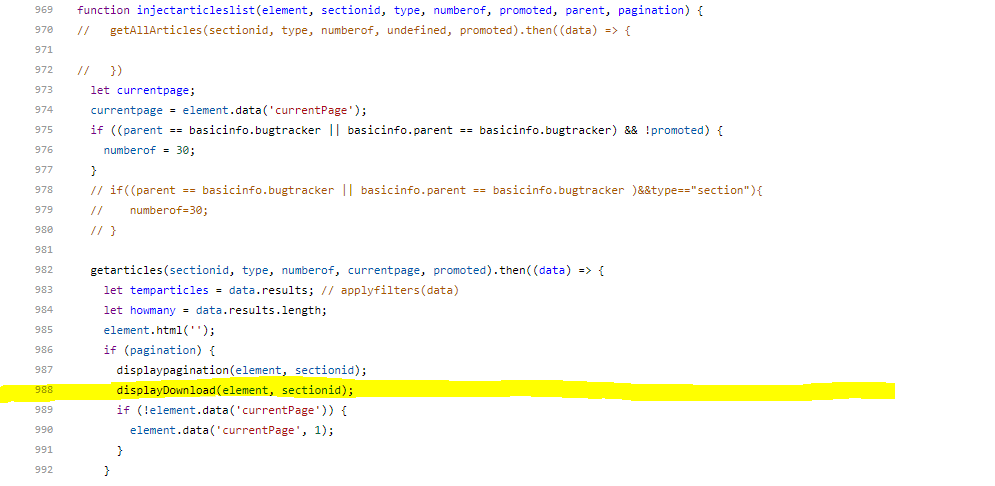 969 function injectarticleslist(element, sectionid, type, numberof, promoted, parent, pagination) {
970 //   getAllArticles(sectionid, type, numberof, undefined, promoted).then((data) => {
971
972 //   })
973   let currentpage;
974   currentpage = element.data('currentPage');
975   if ((parent == basicinfo.bugtracker || basicinfo.parent == basicinfo.bugtracker) && !promoted) {
976     numberof = 30;
977   }
978   // if((parent == basicinfo.bugtracker || basicinfo.parent == basicinfo.bugtracker )&&type=="section"){
979   //    numberof=30;
980   // }
981
982   getarticles(sectionid, type, numberof, currentpage, promoted).then((data) => {
983     let temparticles = data.results; // applyfilters(data)
984     let howmany = data.results.length;
985     element.html('');
986     if (pagination) {
987       displaypagination(element, sectionid);
988       displayDownload(element, sectionid);
989       if (!element.data('currentPage')) {
990         element.data('currentPage', 1);
991       }
992     }